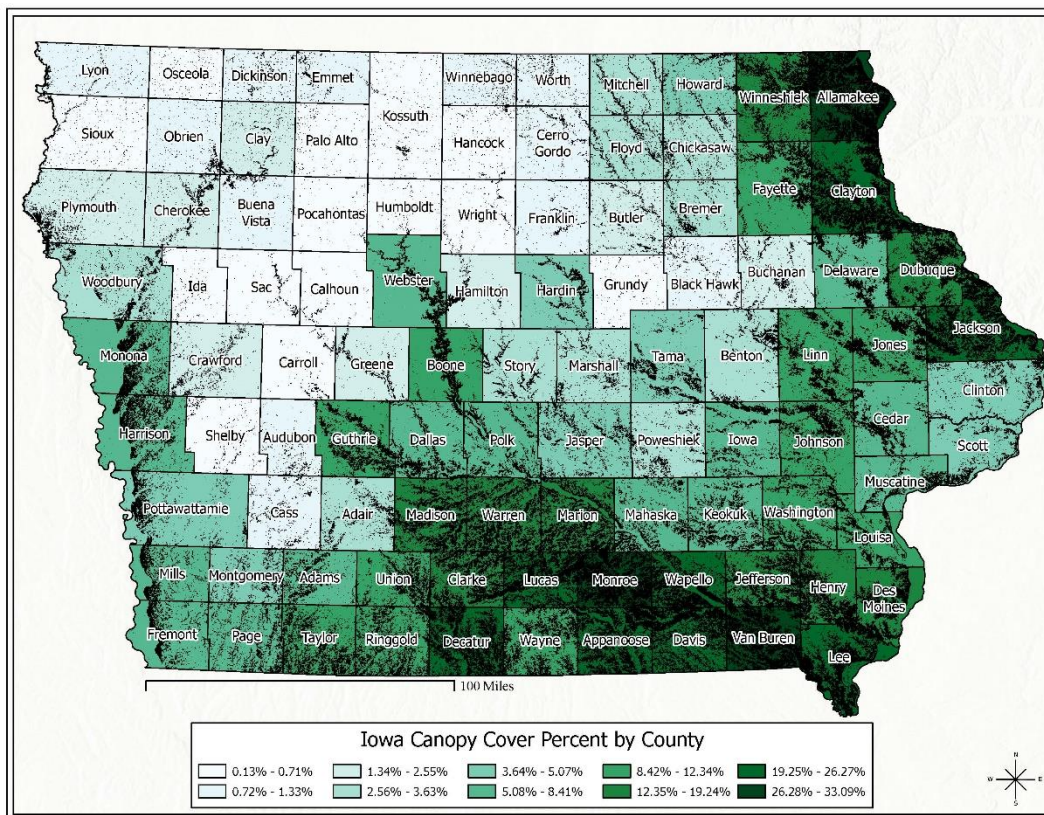 Lyon
Osceola
Dickinson
Emmet
Winnebago
Worth
Mitchell
Howard
Winneshiek
Allamakee
Kossuth
Sioux
Obrien
Clay
Palo Alto
Hancock
Cerro
Gordo
Floyd
Chickasaw
Fayette
Clayton
Plymouth
Cherokee
Buena
Vista
Pocahontas
Humboldt
Wright
Franklin
Butler
Bremer
Woodbury
Ida
Sac
Calhoun
Webster
Hamilton
Hardin
Grundy
Black Hawk
Buchanan
Delaware
Dubuque
Monona
Crawford
Carroll
Greene
Boone
Story
Marshall
Tama
Benton
Linn
Jones
Jackson
Clinton
Harrison
Shelby
Audubon
Guthrie
Dallas
Polk
Jasper
Poweshiek
Iowa
Johnson
Cedar
Scott
Muscatine
Pottawattamie
Cass
Adair
Madison
Warren
Marion
Mahaska
Keokuk
Washington
Louisa
Mills
Montgomery
Adams
Union
Clarke
Lucas
Monroe
Wapello
Jefferson
Henry
Des
Moines
Fremont
Page
Taylor
Ringgold
Decatur
Wayne
Appanoose
Davis
Van Buren
Lee
100 Miles
Iowa Canopy Cover Percent by County
0.13% - 0.71%
1.34% - 2.55%
3.64% - 5.07%
8.42% - 12.34%
19.25% - 26.27%
0.72% - 1.33%
2.56% - 3.63%
5.08% - 8.41%
12.35% - 19.24%
26.28% - 33.09%
N
W
E
S